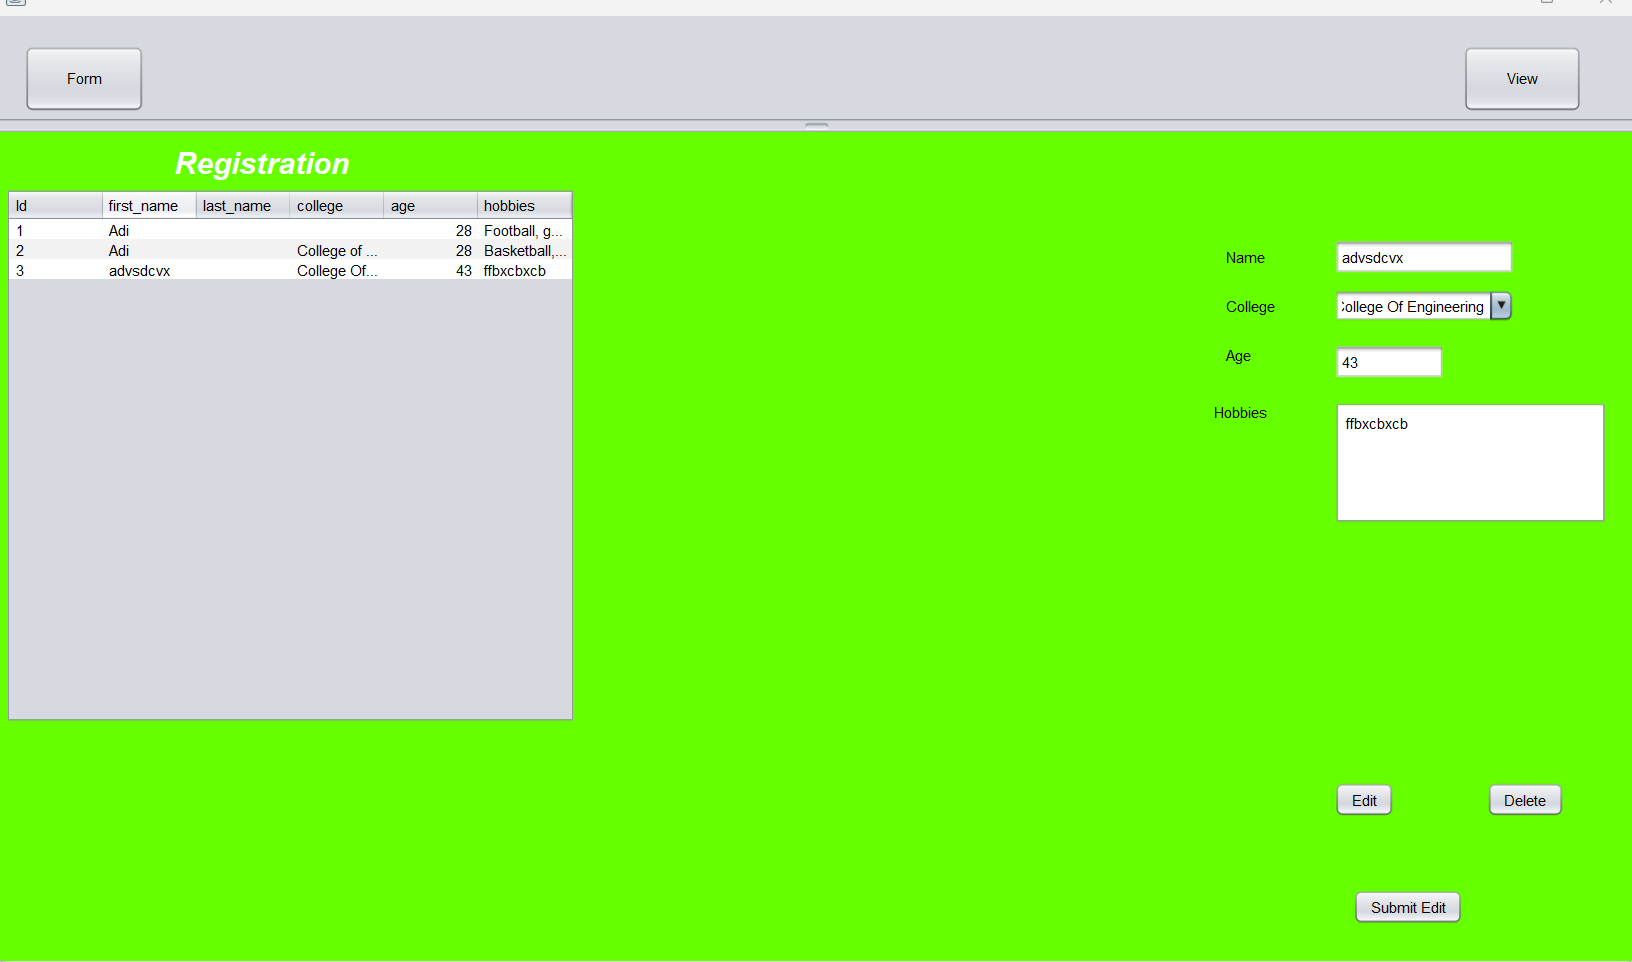 Form View
Registration
Id first_name last_name college age hobbies
1 Adi 28 Football, g...
2 Adi College of ... 28 Basketball,...
3 advsdcvx College Of... 43 ffbxcbxcb
Name advsdcvx
College College Of Engineering
Age 43
Hobbies ffbxcbxcb
Edit Delete
Submit Edit